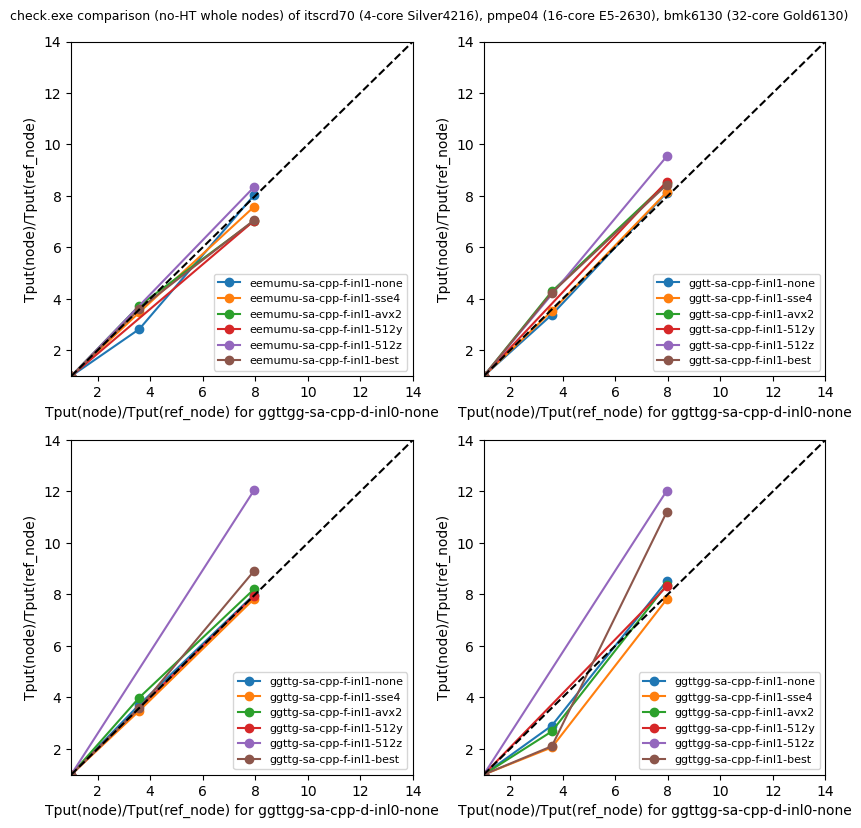 check.exe comparison (no-HT whole nodes) of itscrd70 (4-core Silver4216), pmpe04 (16-core E5-2630), bmk6130 (32-core Gold6130)
14
12
10
8
6
4
2
Tput(node)/Tput(ref_node)
eemumu-sa-cpp-f-inl1-none
eemumu-sa-cpp-f-inl1-sse4
eemumu-sa-cpp-f-inl1-avx2
eemumu-sa-cpp-f-inl1-512y
eemumu-sa-cpp-f-inl1-512z
eemumu-sa-cpp-f-inl1-best
2 4 6 8 10 12 14
Tput(node)/Tput(ref_node) for ggttgg-sa-cpp-d-inl0-none
14
12
10
8
6
4
2
Tput(node)/Tput(ref_node)
ggtt-sa-cpp-f-inl1-none
ggtt-sa-cpp-f-inl1-sse4
ggtt-sa-cpp-f-inl1-avx2
ggtt-sa-cpp-f-inl1-512y
ggtt-sa-cpp-f-inl1-512z
ggtt-sa-cpp-f-inl1-best
2 4 6 8 10 12 14
Tput(node)/Tput(ref_node) for ggttgg-sa-cpp-d-inl0-none
14
12
10
8
6
4
2
Tput(node)/Tput(ref_node)
ggttg-sa-cpp-f-inl1-none
ggttg-sa-cpp-f-inl1-sse4
ggttg-sa-cpp-f-inl1-avx2
ggttg-sa-cpp-f-inl1-512y
ggttg-sa-cpp-f-inl1-512z
ggttg-sa-cpp-f-inl1-best
2 4 6 8 10 12 14
Tput(node)/Tput(ref_node) for ggttgg-sa-cpp-d-inl0-none
14
12
10
8
6
4
2
Tput(node)/Tput(ref_node)
ggttgg-sa-cpp-f-inl1-none
ggttgg-sa-cpp-f-inl1-sse4
ggttgg-sa-cpp-f-inl1-avx2
ggttgg-sa-cpp-f-inl1-512y
ggttgg-sa-cpp-f-inl1-512z
ggttgg-sa-cpp-f-inl1-best
2 4 6 8 10 12 14
Tput(node)/Tput(ref_node) for ggttgg-sa-cpp-d-inl0-none